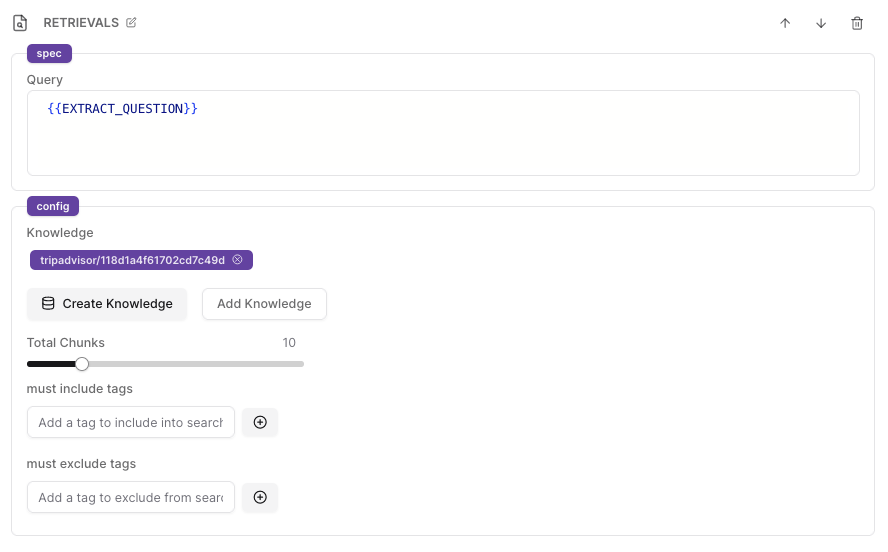 RETRIEVALS
spec
Query
{{EXTRACT_QUESTION}}
config
Knowledge
tripadvisor/118d1a4f61702cd7c49d
Create Knowledge
Add Knowledge
Total Chunks 10
must include tags
Add a tag to include into search
must exclude tags
Add a tag to exclude from searc